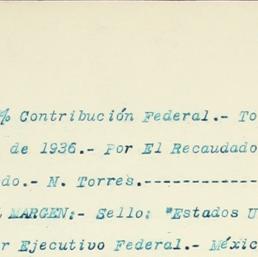 % Contribución Federal.- To
de 1936.- Por El Recaudado
do.- N. Torres.------------
MARGEN:- Sello: "Estados U
r Ejecutivo Federal.- Méxic